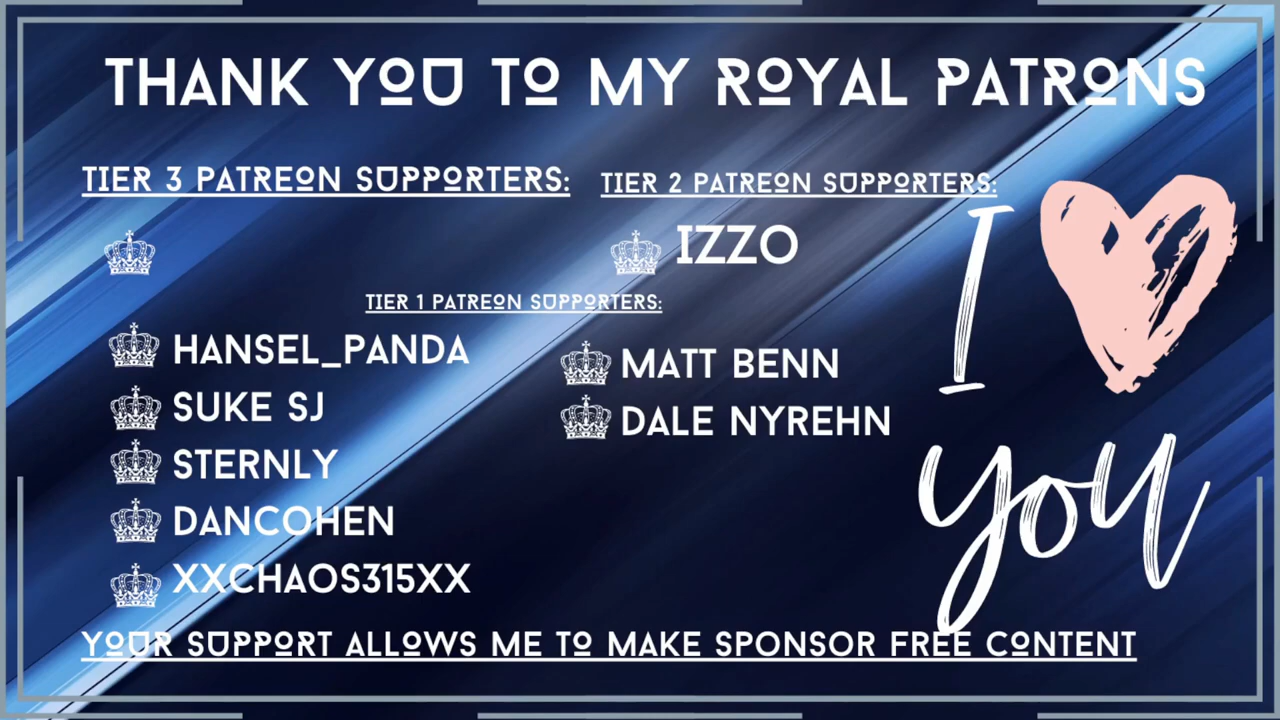 THANK YOU TO MY ROYAL PATRONS
TIER 3 PATREON SUPPORTERS:
TIER 2 PATREON SUPPORTERS:
IZZO
TIER 1 PATREON SUPPORTERS:
HANSEL_PANDA
SUKE SJ
STERNLY
DANCOHEN
XXCHAOS315XX
MATT BENN
DALE NYREHN
I
you
YOUR SUPPORT ALLOWS ME TO MAKE SPONSOR FREE CONTENT